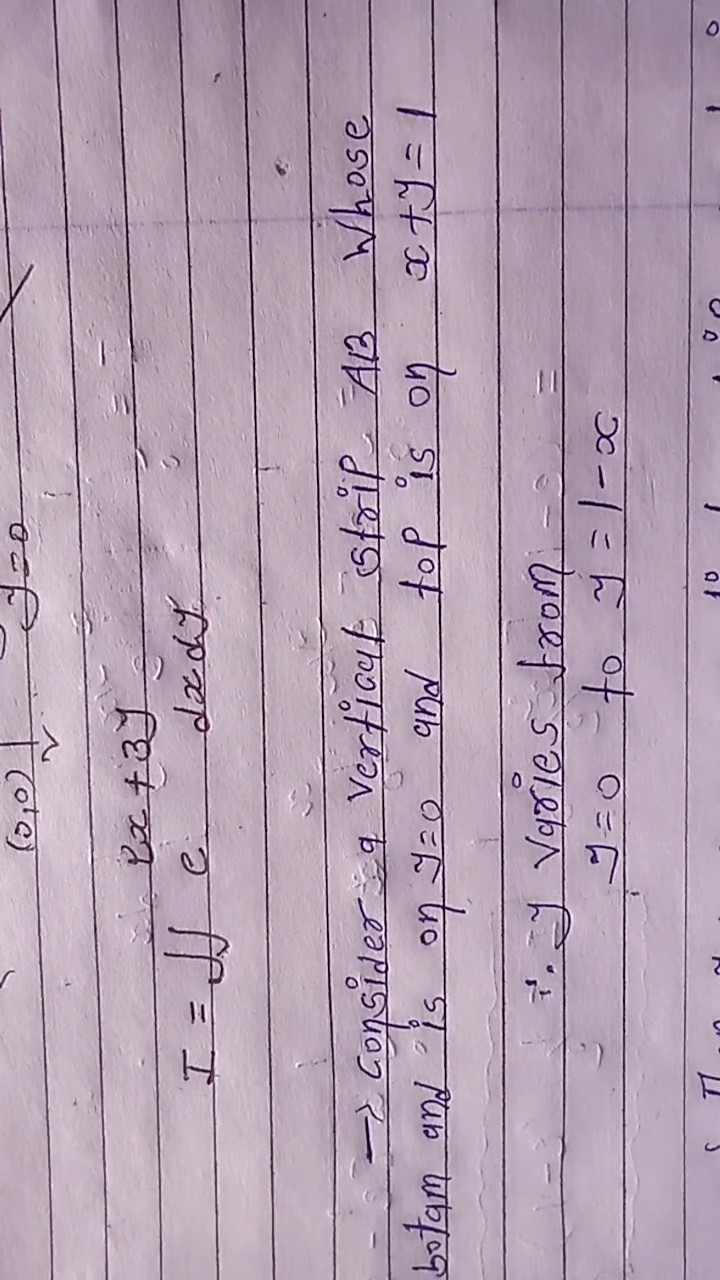 (0,0) y=0
2x+3y
I = ∬ e dxdy
→ Consider a vertical strip AB whose
botam and is on y=0 and top is on x+y=1
∴ y varies from
y=0 to y=1-x